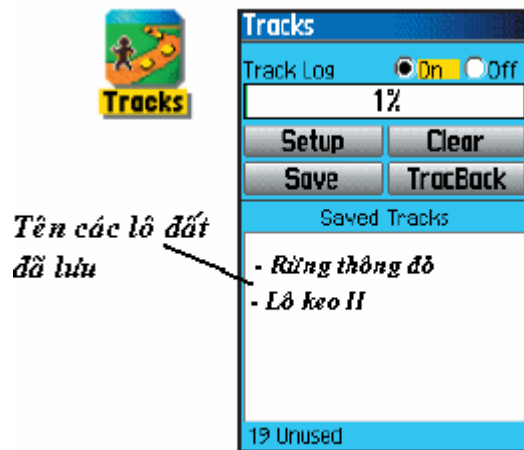 Tracks
Tracks
Track Log On Off
1%
Setup Clear
Save TracBack
Saved Tracks
Tên các lô đất
đã lưu
- Rừng thông đỏ
- Lô keo II
19 Unused